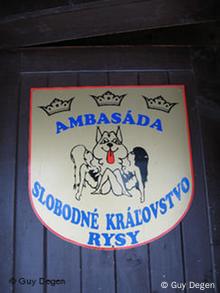 AMBASÁDA
SLOBODNÉ KRÁĽOVSTVO
RYSY
© Guy Degen
© Guy Degen